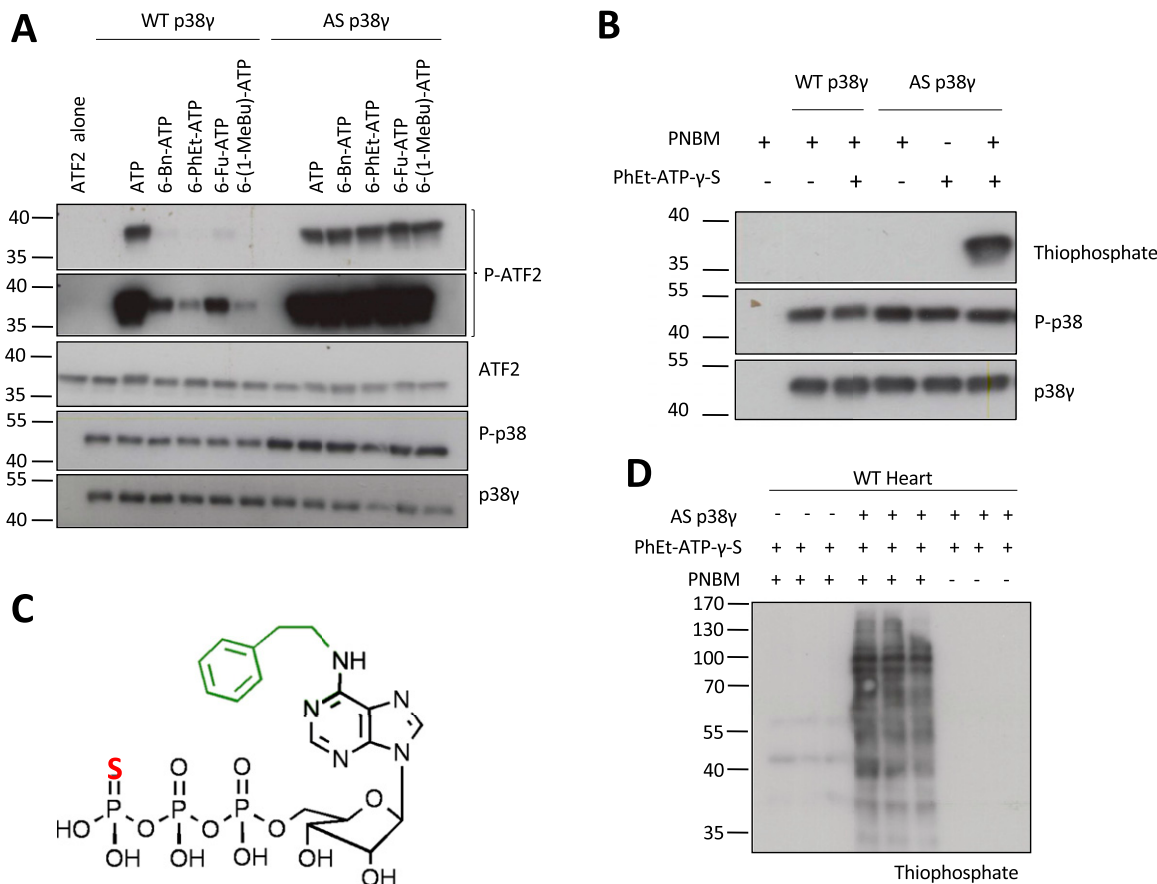 A
WT p38γ
AS p38γ
ATF2 alone
ATP
6-Bn-ATP
6-PhEt-ATP
6-Fu-ATP
6-(1-MeBu)-ATP
ATP
6-Bn-ATP
6-PhEt-ATP
6-Fu-ATP
6-(1-MeBu)-ATP
40
35
40
35
P-ATF2
40
35
ATF2
55
40
P-p38
55
40
p38γ
B
WT p38γ
AS p38γ
PNBM + + + + - +
PhEt-ATP-γ-S - - + - + +
40
35
Thiophosphate
55
40
P-p38
55
40
p38γ
C
NH
N
N
N
N
S
O
O
P
P
P
HO
O
O
O
O
OH
OH
OH
OH
OH
D
WT Heart
AS p38γ - - - + + + + + +
PhEt-ATP-γ-S + + + + + + + + +
PNBM + + + + + + - - -
170
130
100
70
55
40
35
Thiophosphate